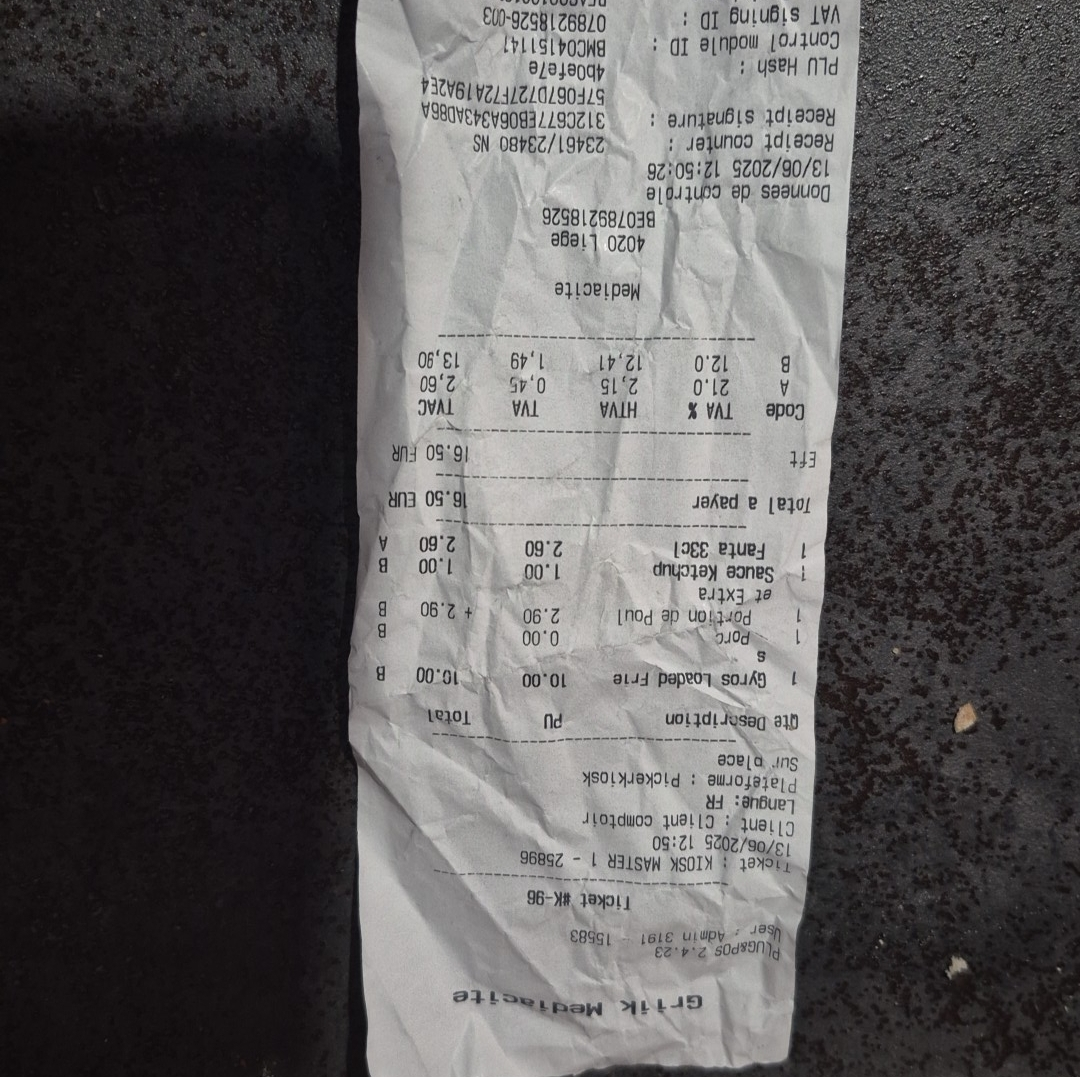 Griik Mediacite
PLUG&POS 2.4.23
User : Admin 3191 - 15583
Ticket #K-96
Ticket : KIOSK MASTER 1 - 25896
13/06/2025 12:50
Client : Client comptoir
Langue: FR
Plateforme : Pickerkiosk
Sur place
Qte Description PU Total
1 Gyros Loaded Frie 10.00 10.00 B
s
1 Porc 0.00 B
1 Portion de Poul 2.90 + 2.90 B
et Extra
1 Sauce Ketchup 1.00 1.00 B
1 Fanta 33cl 2.60 2.60 A
Total a payer 16.50 EUR
Eft 16.50 EUR
Code TVA % HTVA TVA TVAC
A 21.0 2,15 0,45 2,60
B 12.0 12,41 1,49 13,90
Mediacite
4020 Liege
BE0789218526
Donnees de controle
13/06/2025 12:50:26
Receipt counter : 23461/23480 NS
Receipt signature : 312C677EB06A343AD86A
57F067D727F72A19A2E4
PLU Hash : 4b0efe7e
Control module ID : BMC04151141
VAT signing ID : 0789218526-003